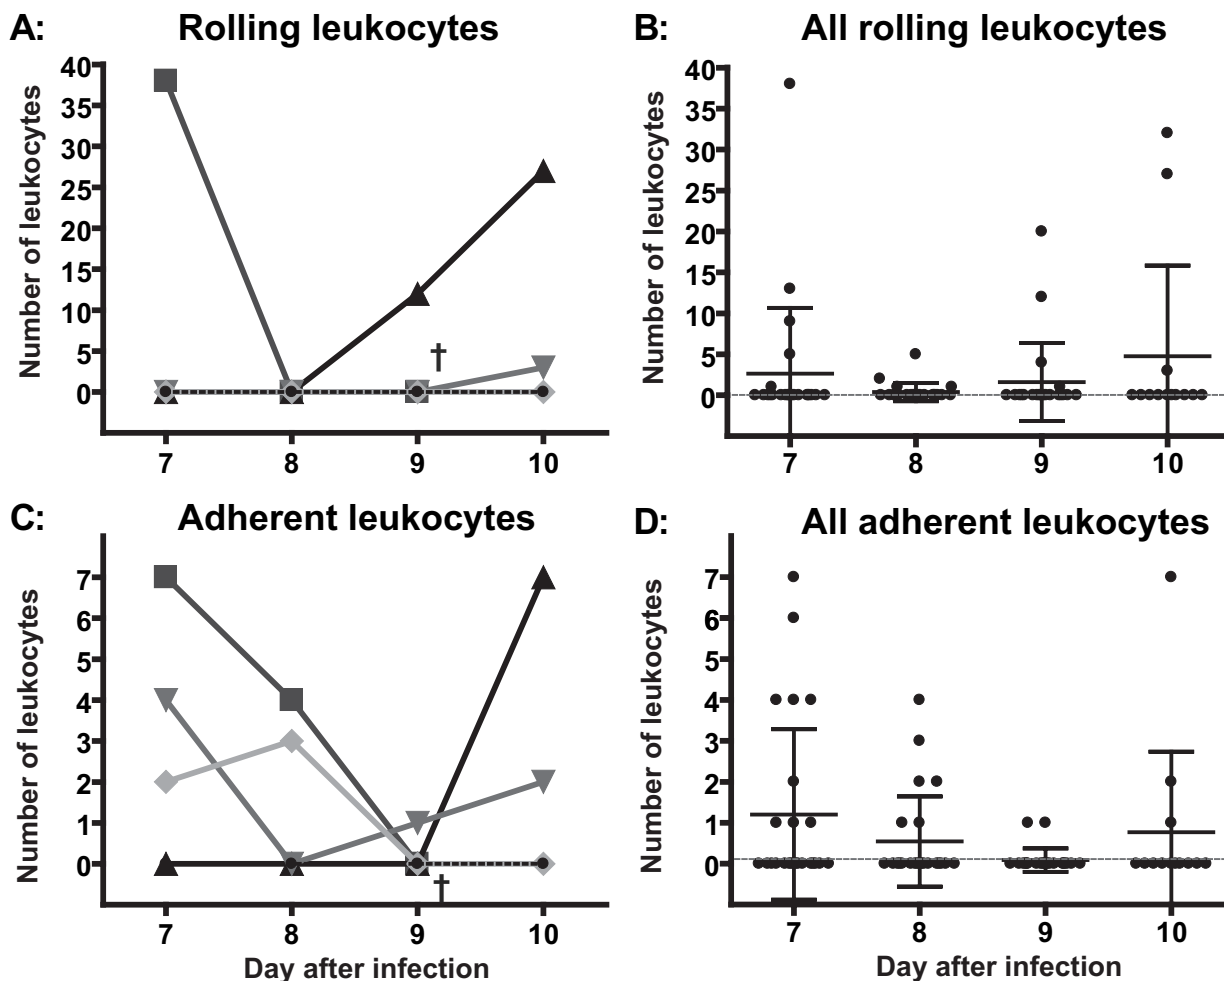 A: Rolling leukocytes
Number of leukocytes
40
35
30
25
20
15
10
5
0
†
7 8 9 10
B: All rolling leukocytes
Number of leukocytes
40
35
30
25
20
15
10
5
0
7 8 9 10
C: Adherent leukocytes
Number of leukocytes
7
6
5
4
3
2
1
0
†
7 8 9 10
Day after infection
D: All adherent leukocytes
Number of leukocytes
7
6
5
4
3
2
1
0
7 8 9 10
Day after infection